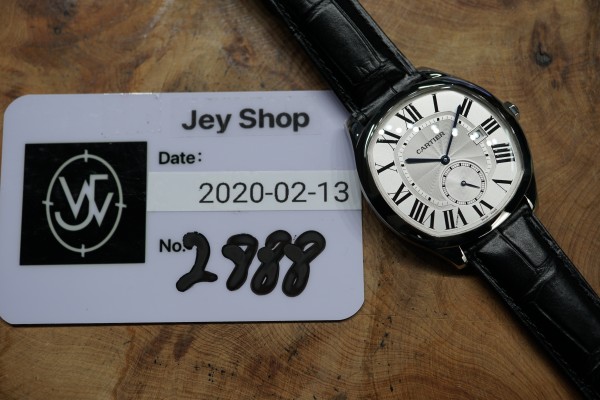 Jey Shop
Date:
2020-02-13
No. 2988
CARTIER